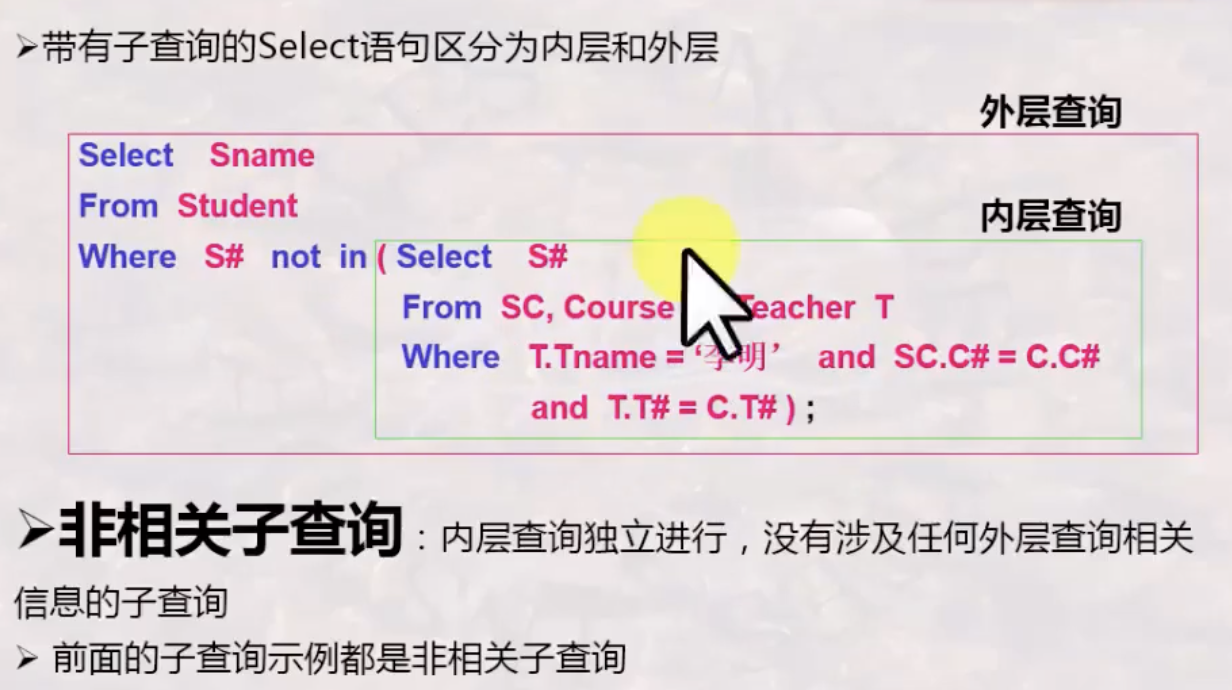 ➢带有子查询的Select语句区分为内层和外层
外层查询
Select Sname
From Student
内层查询
Where S# not in ( Select S#
From SC, Course Teacher T
Where T.Tname = ‘李明’ and SC.C# = C.C#
and T.T# = C.T# ) ;
➢非相关子查询：内层查询独立进行，没有涉及任何外层查询相关
信息的子查询
➢ 前面的子查询示例都是非相关子查询